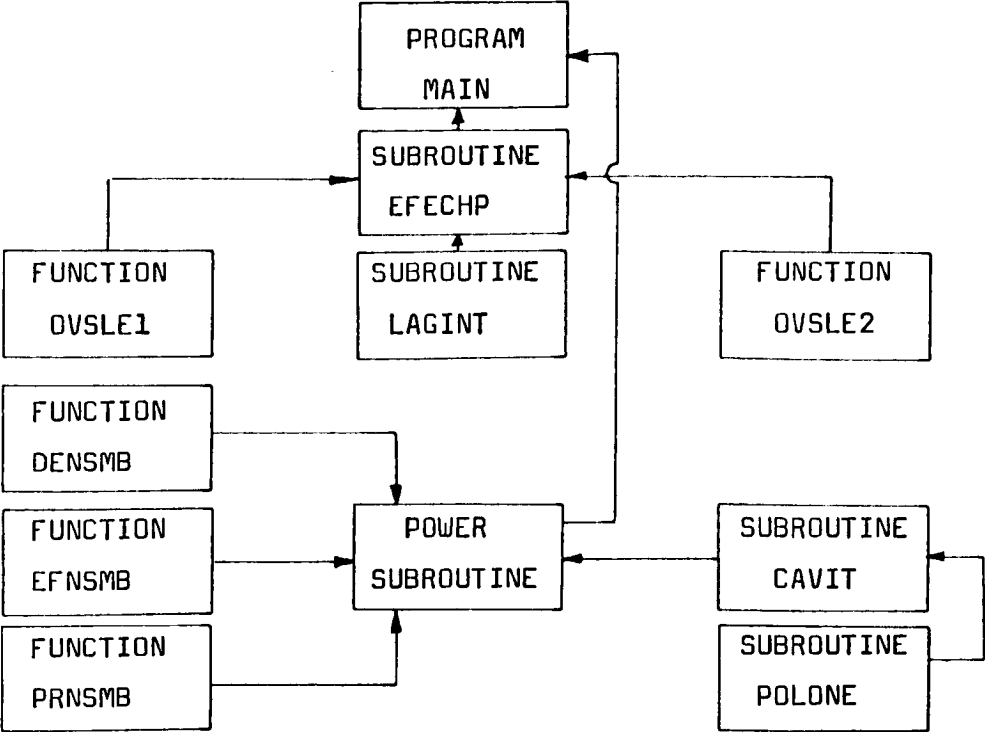 PROGRAM
MAIN
SUBROUTINE
EFECHP
FUNCTION
OVSLE1
SUBROUTINE
LAGINT
FUNCTION
OVSLE2
FUNCTION
DENSMB
FUNCTION
EFNSMB
POWER
SUBROUTINE
SUBROUTINE
CAVIT
FUNCTION
PRNSMB
SUBROUTINE
POLONE